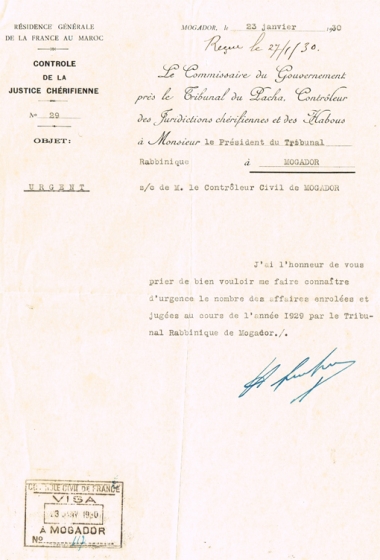 RÉSIDENCE GÉNÉRALE
DE LA FRANCE AU MAROC
CONTROLE
DE LA
JUSTICE CHÉRIFIENNE
N° 29
OBJET:
URGENT
MOGADOR, le 23 janvier 1930
Reçue le 27/1/30.
Le Commissaire du Gouvernement
près le Tribunal du Pacha, Contrôleur
des Juridictions chérifiennes et des Habous
à Monsieur le Président du Tribunal
Rabbinique à MOGADOR
s/c de M. le Contrôleur Civil de MOGADOR
J'ai l'honneur de vous
prier de bien vouloir me faire connaître
d'urgence le nombre des affaires enrolées et
jugées au cours de l'année 1929 par le Tribu-
nal Rabbinique de Mogador./.
CONTROLE CIVIL DE FRANCE
VISA
23 JANV 1930
A MOGADOR
N°